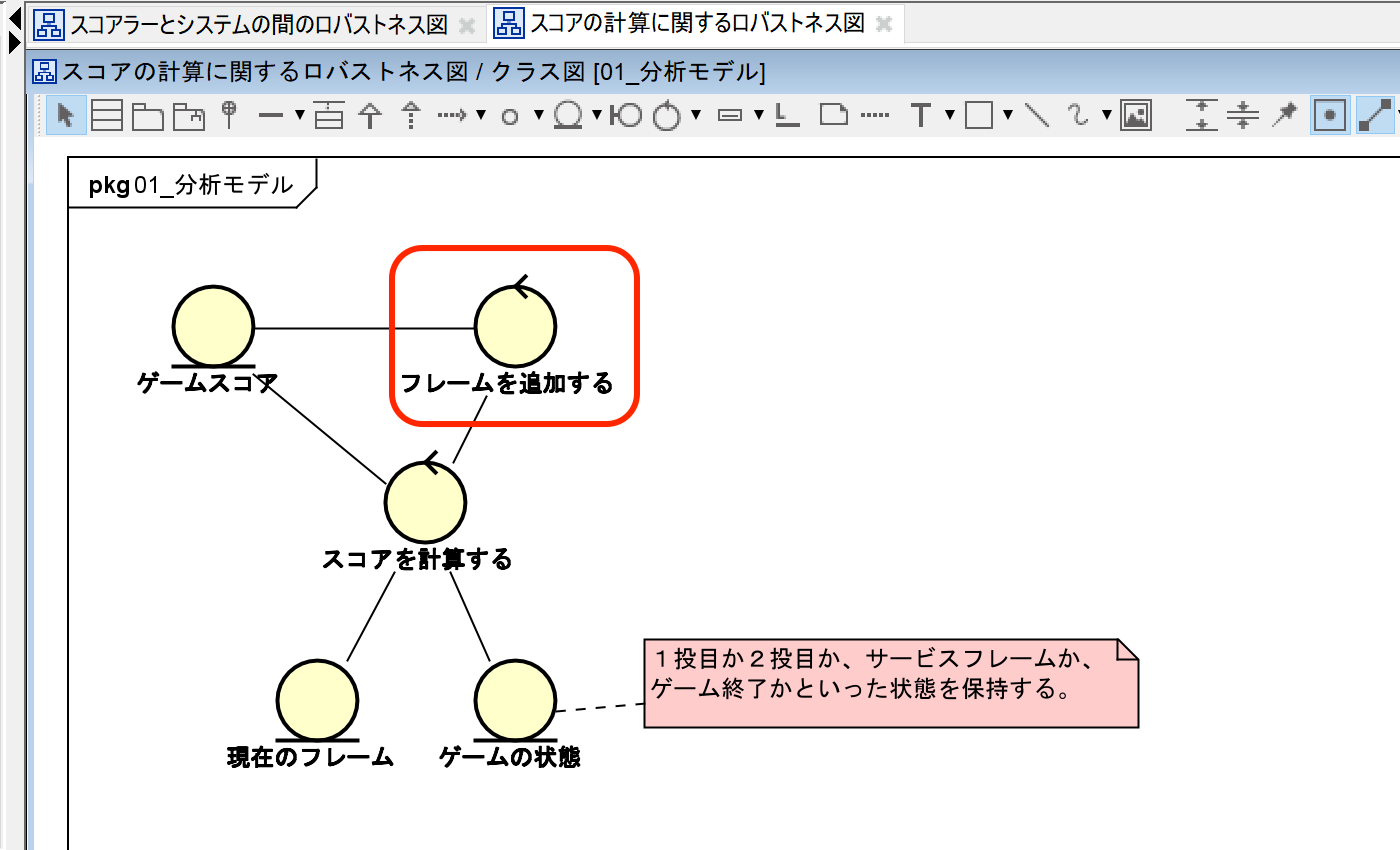 スコアラーとシステムの間のロバストネス図
スコアの計算に関するロバストネス図
スコアの計算に関するロバストネス図 / クラス図 [01_分析モデル]
pkg 01_分析モデル
ゲームスコア
フレームを追加する
スコアを計算する
１投目か２投目か、サービスフレームか、
ゲーム終了かといった状態を保持する。
現在のフレーム
ゲームの状態